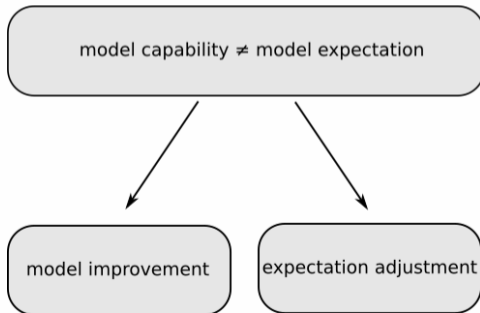 model capability ≠ model expectation
model improvement
expectation adjustment